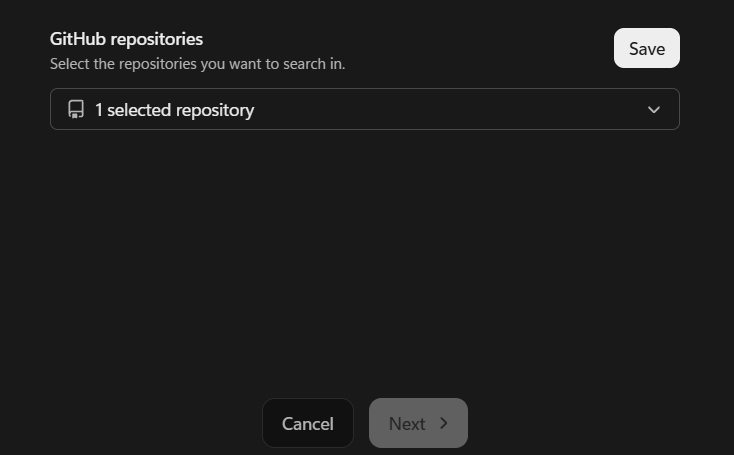 GitHub repositories
Select the repositories you want to search in.
Save
1 selected repository
Cancel
Next